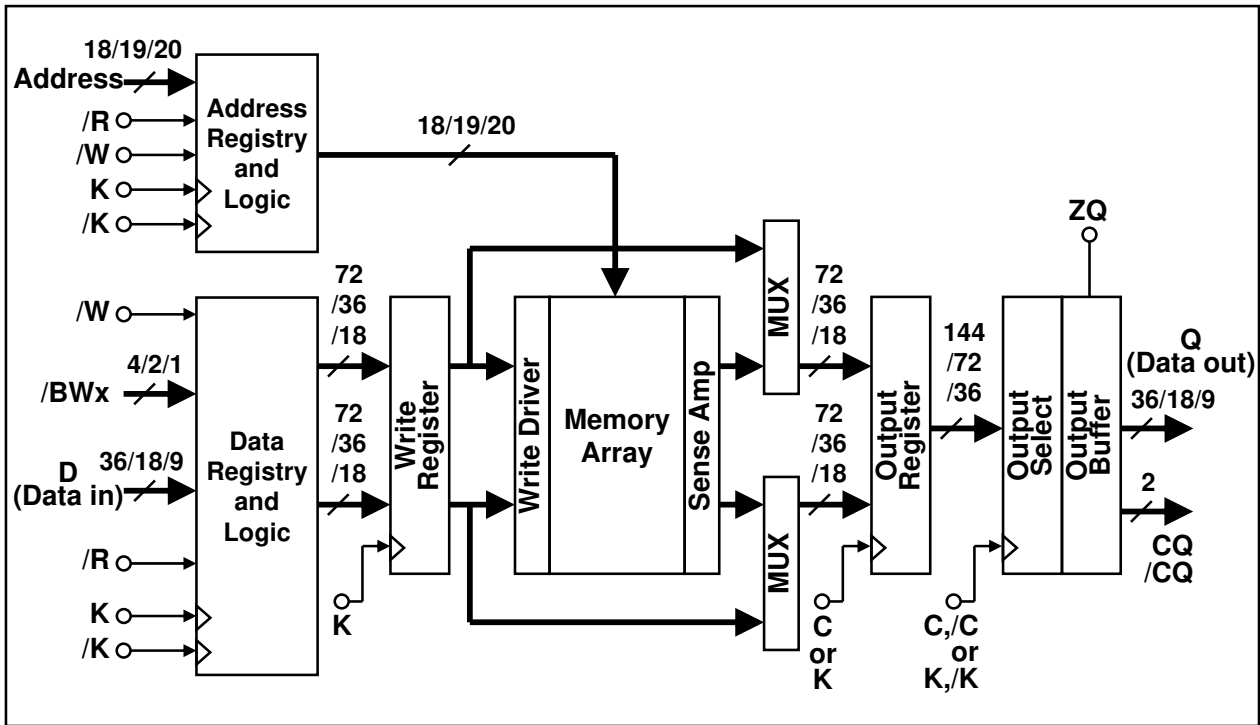 18/19/20
Address
/R
/W
K
/K
Address
Registry
and
Logic
18/19/20
/W
4/2/1
/BWx
36/18/9
D
(Data in)
/R
K
/K
Data
Registry
and
Logic
72
/36
/18
72
/36
/18
Write
Register
K
Write Driver
Memory
Array
Sense Amp
MUX
MUX
72
/36
/18
72
/36
/18
C
or
K
Output
Register
144
/72
/36
C,/C
or
K,/K
ZQ
Output
Select
Output
Buffer
Q
(Data out)
36/18/9
2
CQ
/CQ